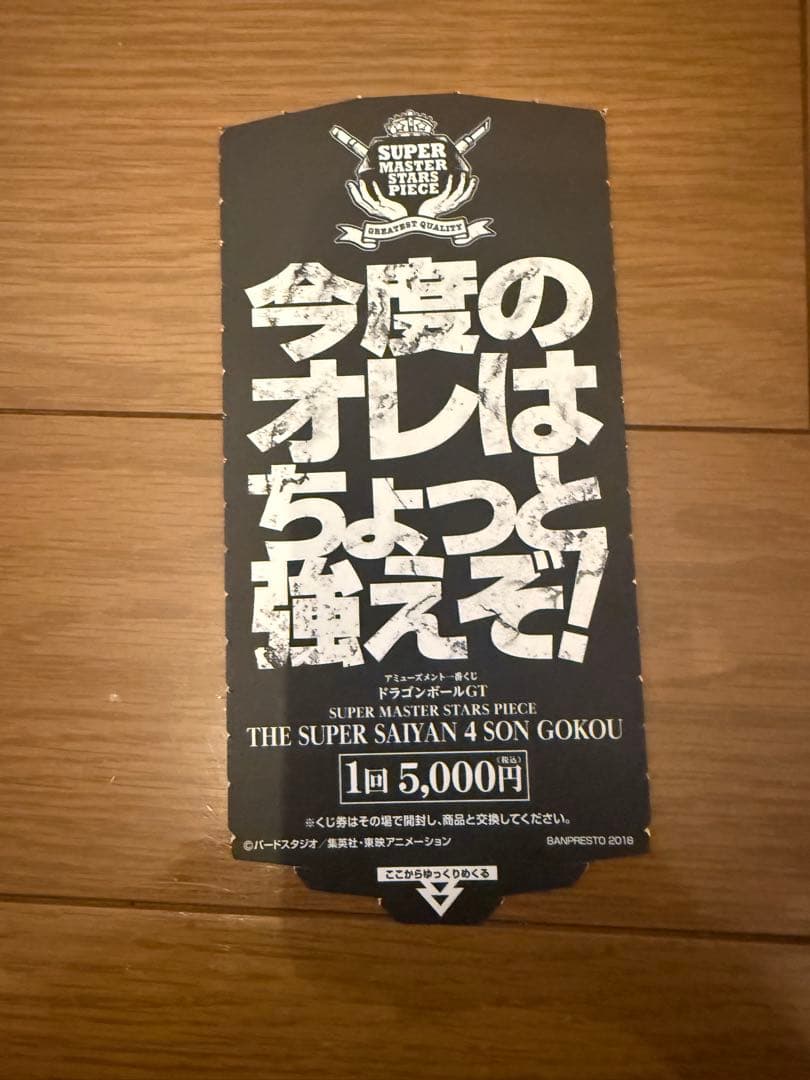 SUPER
MASTER
STARS
PIECE
GREATEST QUALITY
今度の
オレは
ちょっと
強えぞ!
アミューズメント一番くじ
ドラゴンボールGT
SUPER MASTER STARS PIECE
THE SUPER SAIYAN 4 SON GOKOU
1回 5,000円(税込)
※くじ券はその場で開封し、商品と交換してください。
©バードスタジオ/集英社・東映アニメーション BANPRESTO 2016
ここからゆっくりめくる